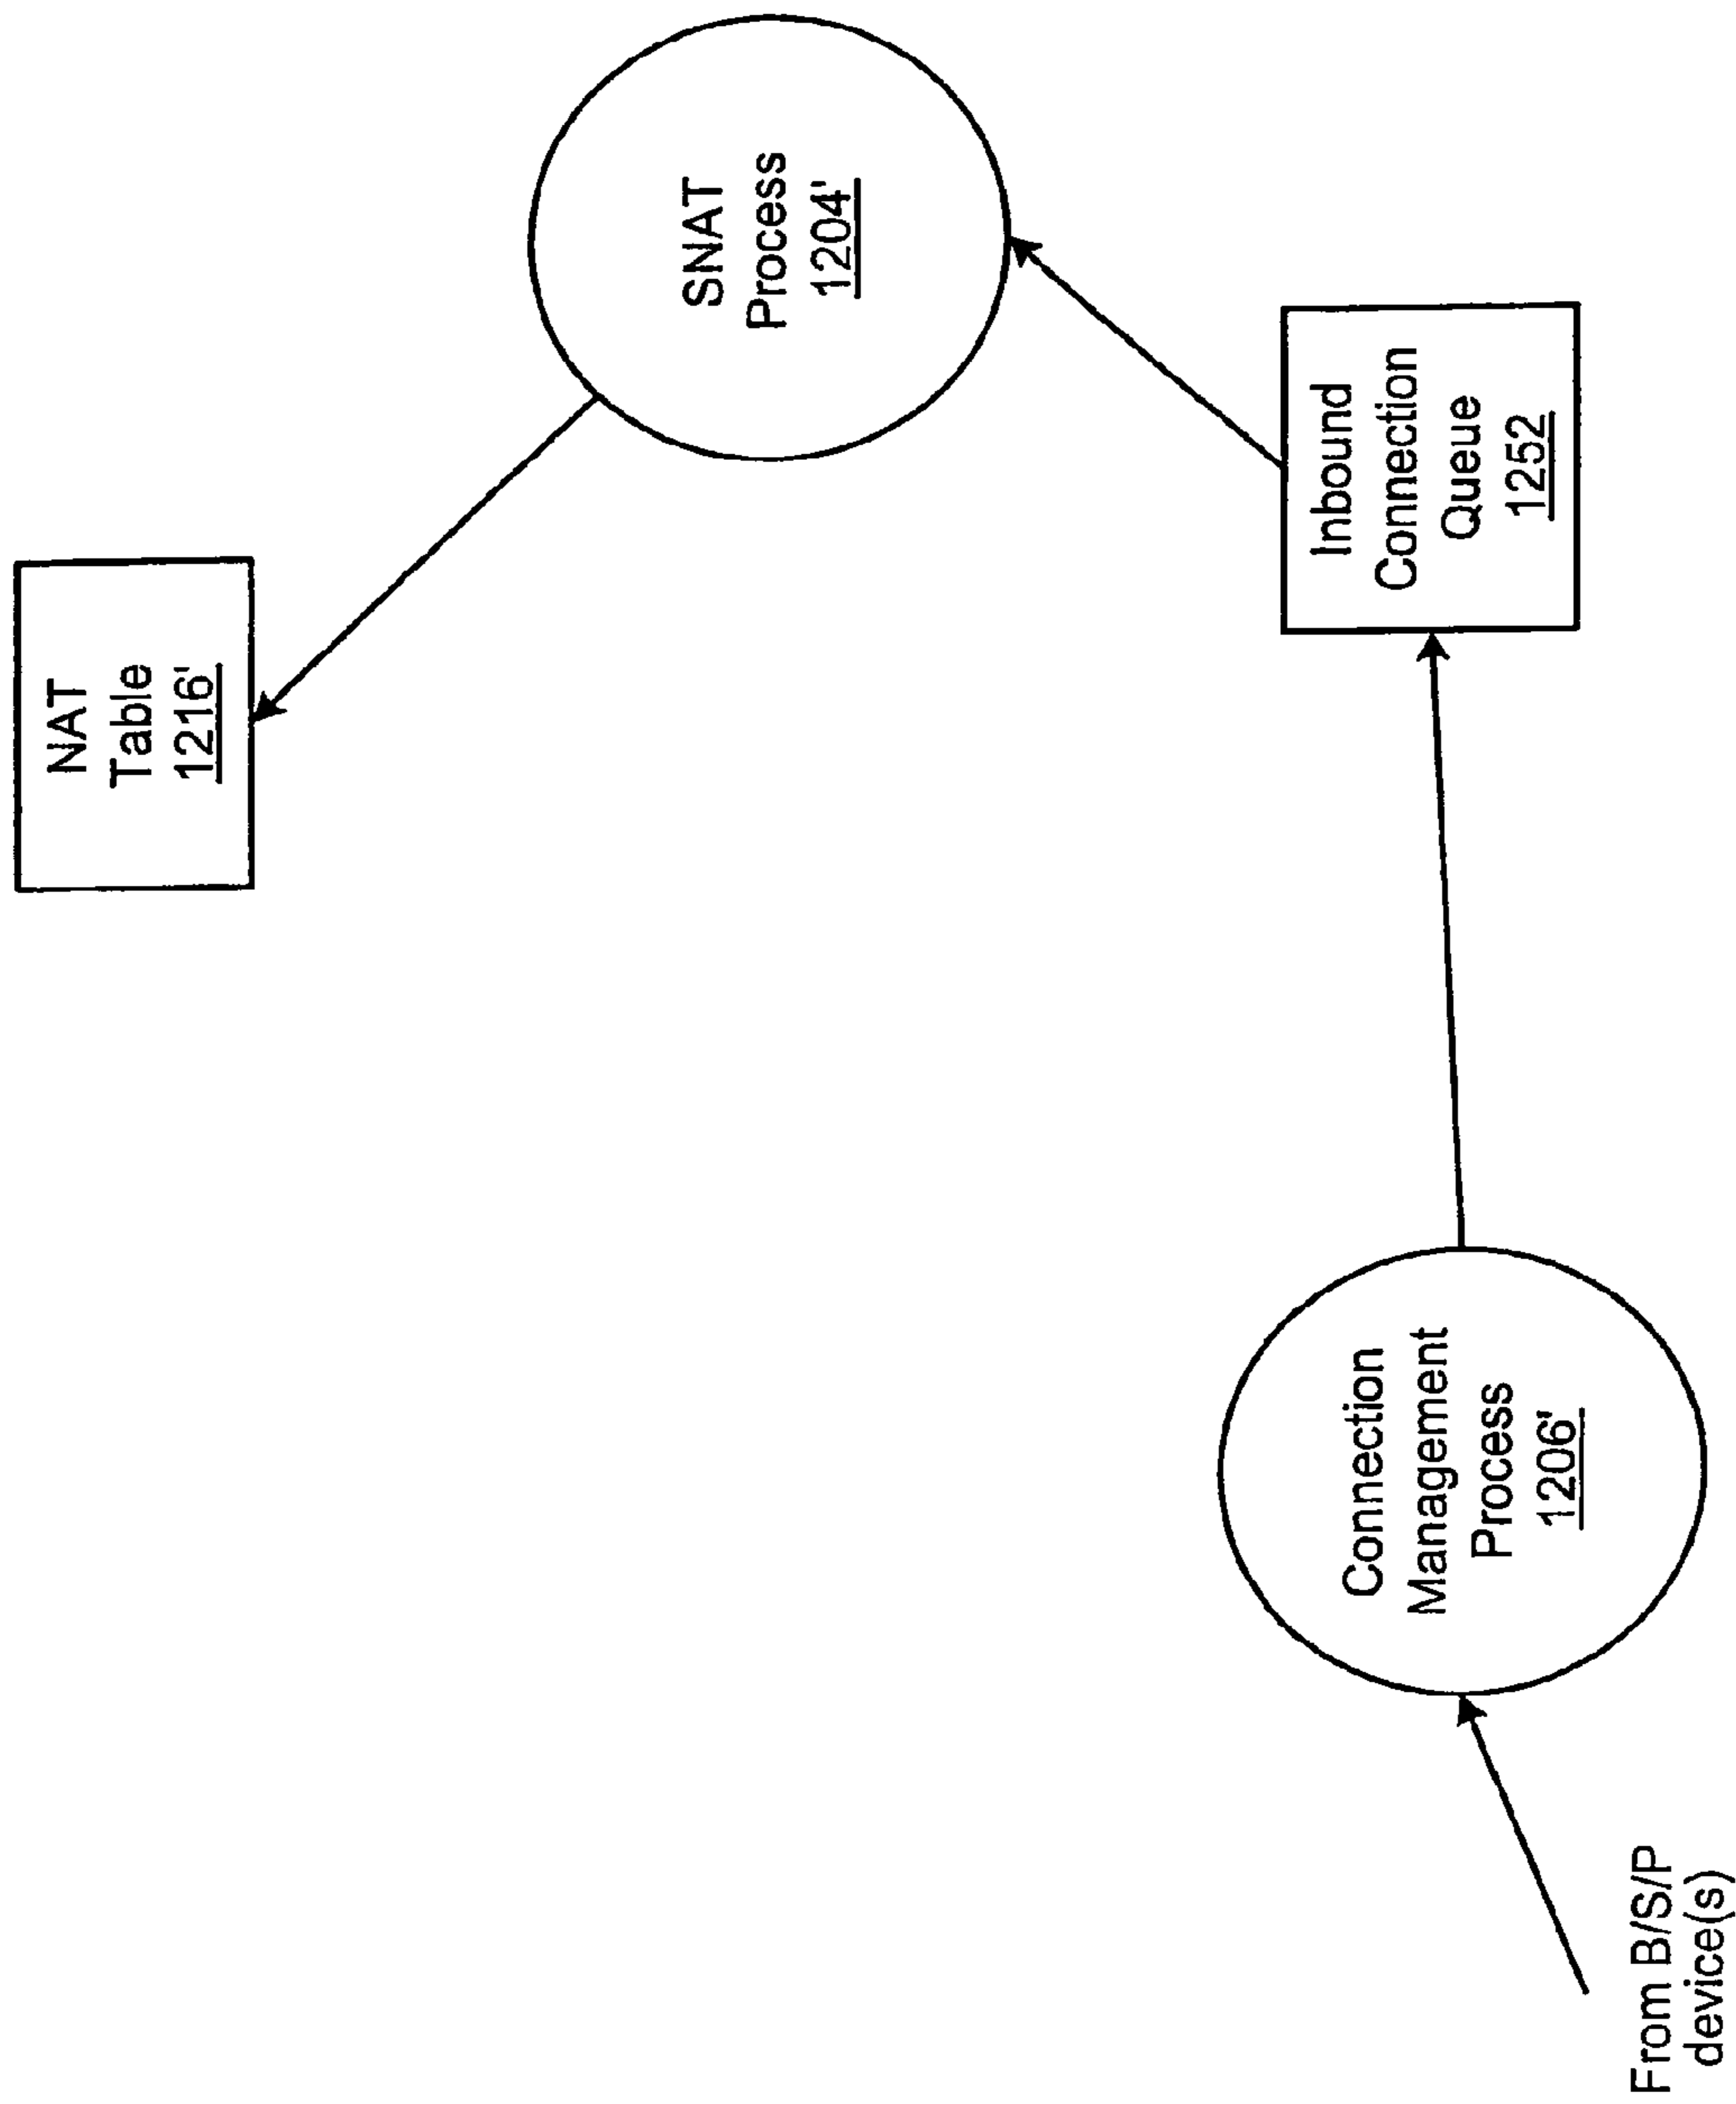 NAT
Table
1216'
SNAT
Process
1204'
Inbound
Connection
Queue
1252
Connection
Management
Process
1206'
From B/S/P
device(s)